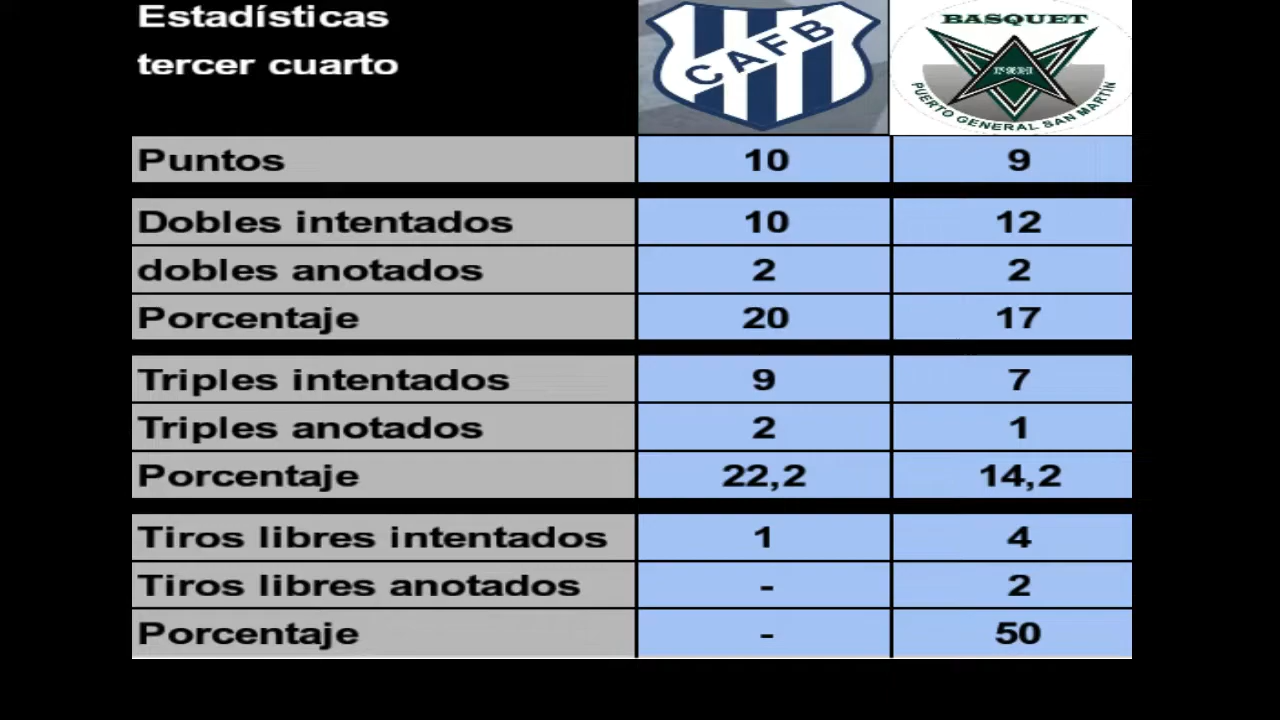 Estadísticas
tercer cuarto
CAFB
BASQUET
PUERTO GENERAL SAN MARTÍN
Puntos 10 9
Dobles intentados 10 12
dobles anotados 2 2
Porcentaje 20 17
Triples intentados 9 7
Triples anotados 2 1
Porcentaje 22,2 14,2
Tiros libres intentados 1 4
Tiros libres anotados - 2
Porcentaje - 50